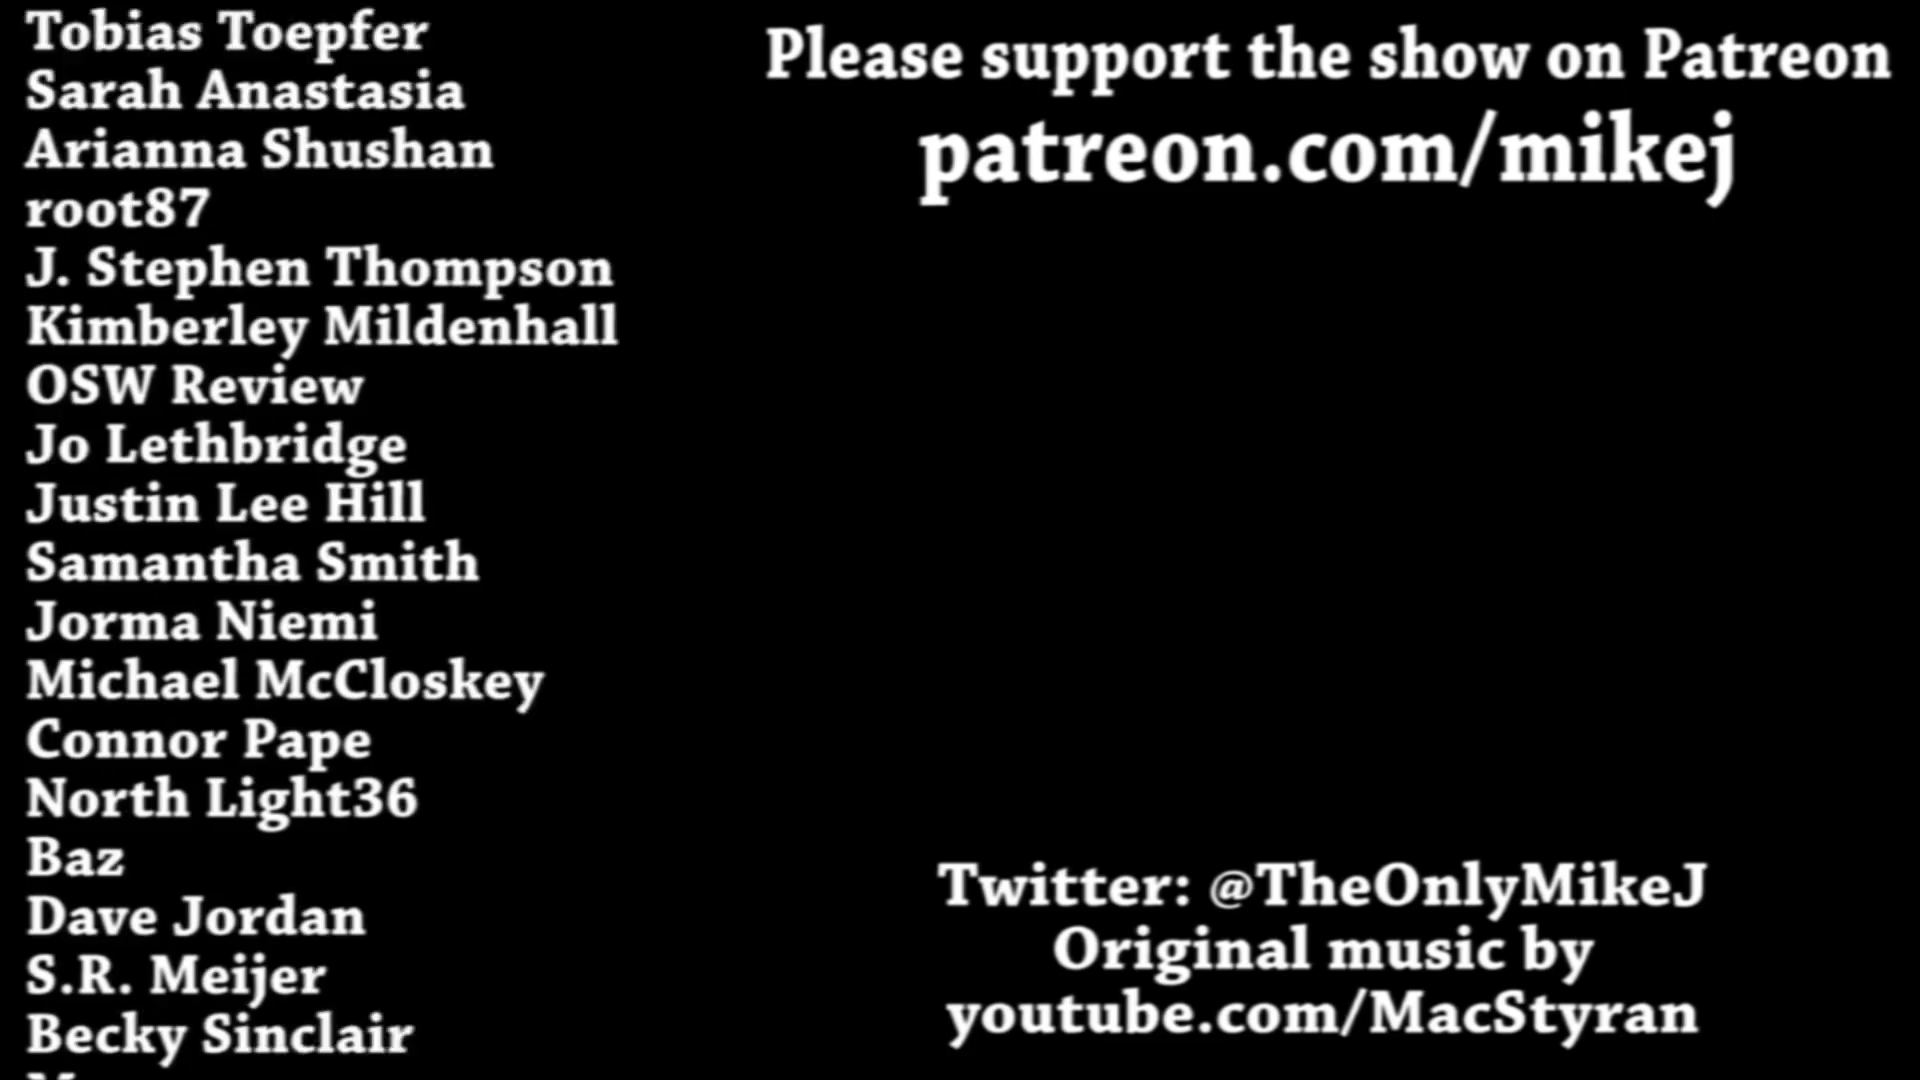 Tobias Toepfer
Sarah Anastasia
Arianna Shushan
root87
J. Stephen Thompson
Kimberley Mildenhall
OSW Review
Jo Lethbridge
Justin Lee Hill
Samantha Smith
Jorma Niemi
Michael McCloskey
Connor Pape
North Light36
Baz
Dave Jordan
S.R. Meijer
Becky Sinclair
Please support the show on Patreon
patreon.com/mikej
Twitter: @TheOnlyMikeJ
Original music by
youtube.com/MacStyran